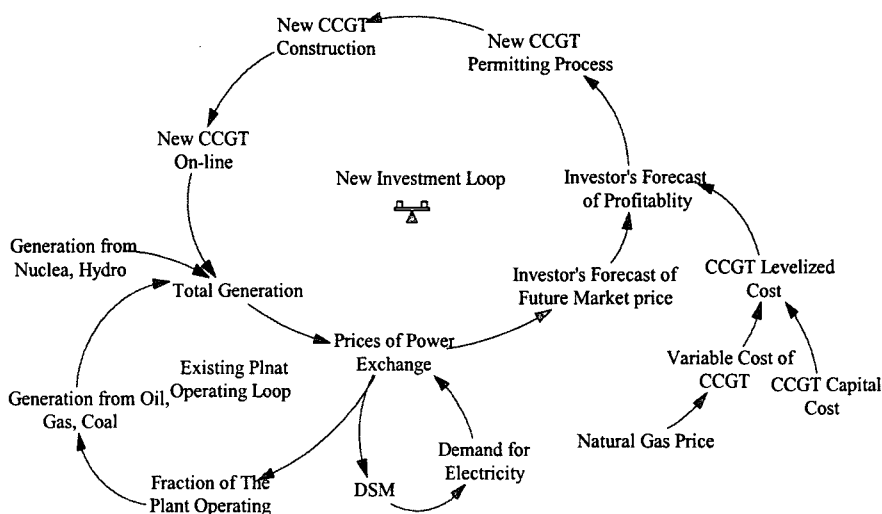 New CCGT
Construction
New CCGT
Permitting Process
New CCGT
On-line
New Investment Loop
Investor's Forecast
of Profitablity
Generation from
Nuclea, Hydro
Total Generation
Investor's Forecast of
Future Market price
CCGT Levelized
Cost
Prices of Power
Exchange
Existing Plnat
Operating Loop
Variable Cost of
CCGT
CCGT Capital
Cost
Generation from Oil,
Gas, Coal
Natural Gas Price
Demand for
Electricity
Fraction of The
Plant Operating
DSM